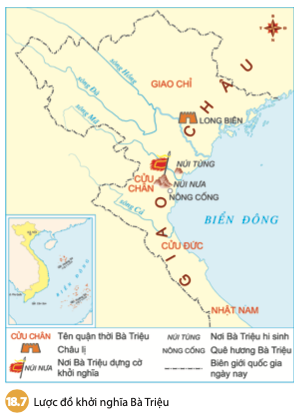 sông Hồng
sông Đà
GIAO CHỈ
sông Mã
LONG BIÊN
NÚI TÙNG
CỬU
CHÂN
NÚI NƯA
NÔNG CỐNG
sông Cả
BIỂN ĐÔNG
CỬU ĐỨC
GIAO CHÂU
NHẬT NAM
CỬU CHÂN Tên quận thời Bà Triệu
Châu lị
NÚI NƯA Nơi Bà Triệu dựng cờ
khởi nghĩa
NÚI TÙNG Nơi Bà Triệu hi sinh
NÔNG CỐNG Quê hương Bà Triệu
Biên giới quốc gia
ngày nay
18.7 Lược đồ khởi nghĩa Bà Triệu